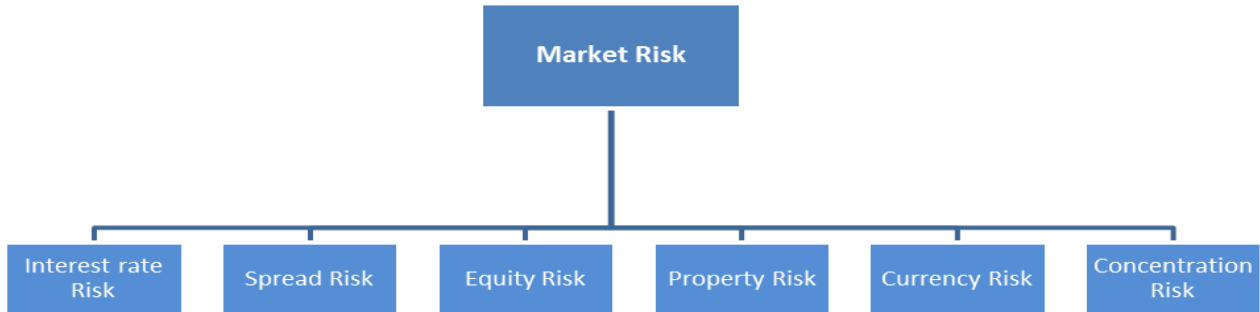 Market Risk
Interest rate
Risk
Spread Risk
Equity Risk
Property Risk
Currency Risk
Concentration
Risk